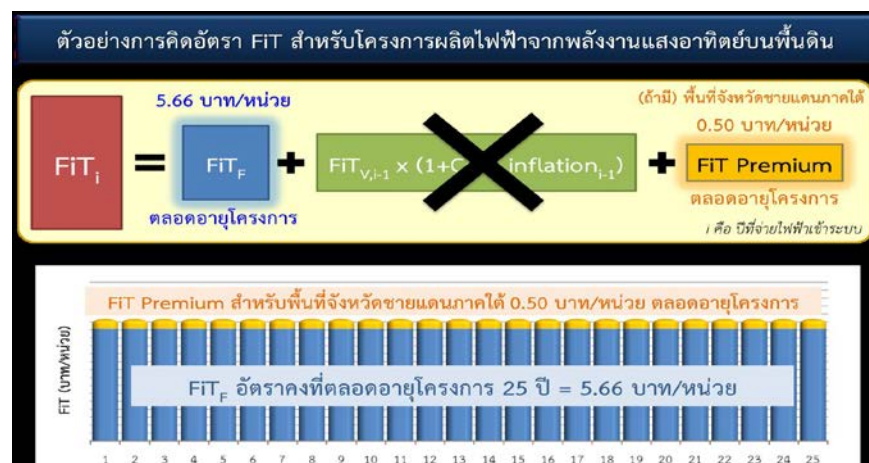 ตัวอย่างการคิดอัตรา FiT สำหรับโครงการผลิตไฟฟ้าจากพลังงานแสงอาทิตย์บนพื้นดิน
5.66 บาท/หน่วย
(ถ้ามี) พื้นที่จังหวัดชายแดนภาคใต้
0.50 บาท/หน่วย
FiTi = FiTF + FiTV,i-1 x (1+C inflationi-1) + FiT Premium
ตลอดอายุโครงการ
ตลอดอายุโครงการ
i คือ ปีที่จ่ายไฟฟ้าเข้าระบบ
FiT Premium สำหรับพื้นที่จังหวัดชายแดนภาคใต้ 0.50 บาท/หน่วย ตลอดอายุโครงการ
FiT (บาท/หน่วย)
FiTF อัตราคงที่ตลอดอายุโครงการ 25 ปี = 5.66 บาท/หน่วย
1 2 3 4 5 6 7 8 9 10 11 12 13 14 15 16 17 18 19 20 21 22 23 24 25